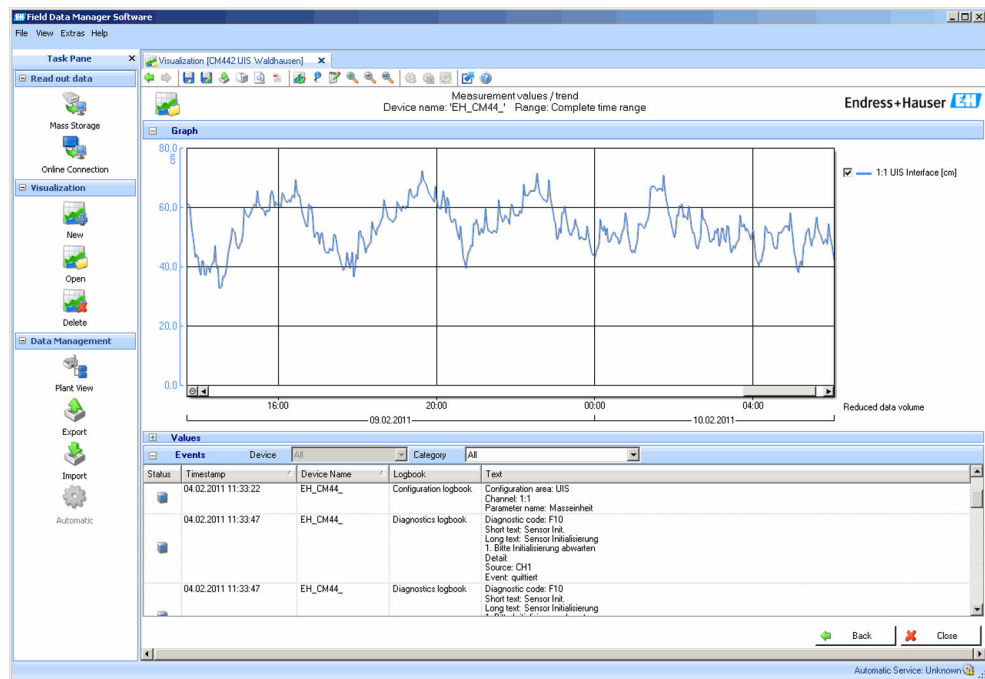 Field Data Manager Software
File View Extras Help
Task Pane X
Visualization [CM442 UIS Waldhausen] X
Read out data
Mass Storage
Online Connection
Visualization
New
Open
Delete
Data Management
Plant View
Export
Import
Automatic
Measurement values / trend
Device name: 'EH_CM44_' Range: Complete time range
Endress+Hauser EH
Graph
80,0
cm
60,0
40,0
20,0
0,0
1:1 UIS Interface [cm]
16:00 20:00 00:00 04:00
09.02.2011 10.02.2011
Reduced data volume
Values
Events Device All Category All
Status Timestamp Device Name Logbook Text
04.02.2011 11:33:22 EH_CM44_ Configuration logbook Configuration area: UIS
Channel: 1:1
Parameter name: Masseinheit
04.02.2011 11:33:47 EH_CM44_ Diagnostics logbook Diagnostic code: F10
Short text: Sensor Init.
Long text: Sensor Initialisierung
1. Bitte Initialisierung abwarten
Detail:
Source: CH1
Event: quittiert
04.02.2011 11:33:47 EH_CM44_ Diagnostics logbook Diagnostic code: F10
Short text: Sensor Init.
Long text: Sensor Initialisierung
Back Close
Automatic Service: Unknown